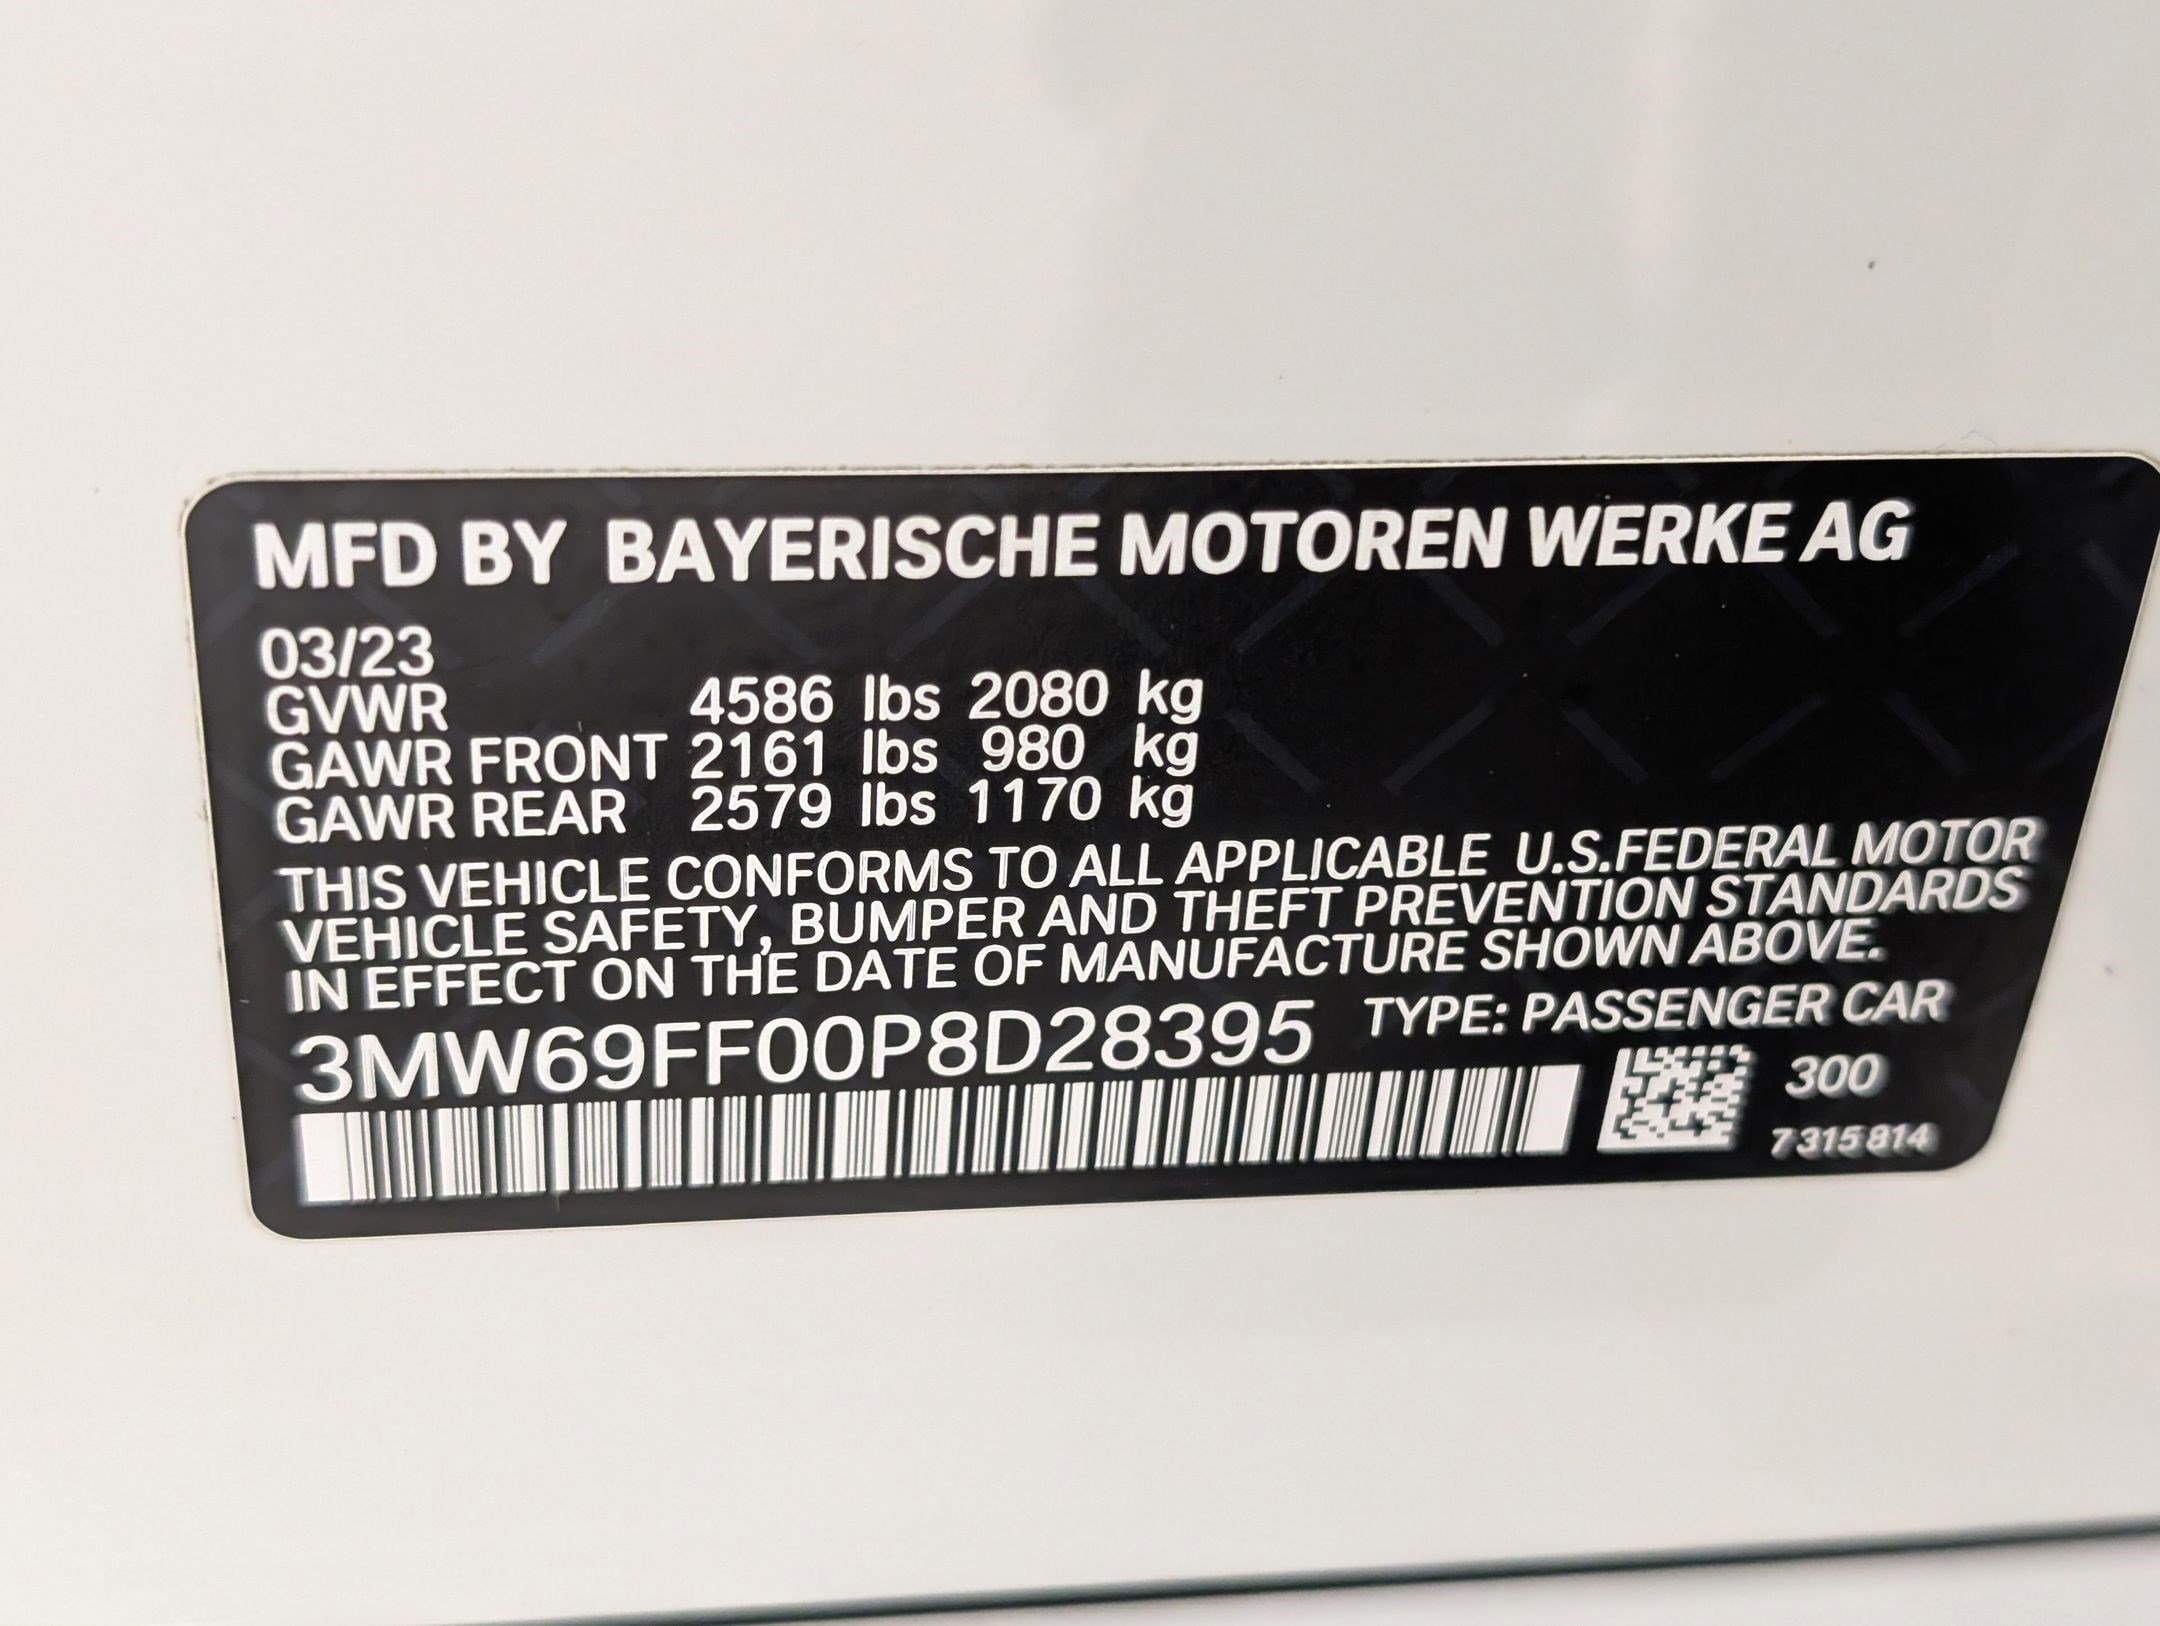 MFD BY BAYERISCHE MOTOREN WERKE AG
03/23
GVWR 4586 lbs 2080 kg
GAWR FRONT 2161 lbs 980 kg
GAWR REAR 2579 lbs 1170 kg
THIS VEHICLE CONFORMS TO ALL APPLICABLE U.S.FEDERAL MOTOR
VEHICLE SAFETY, BUMPER AND THEFT PREVENTION STANDARDS
IN EFFECT ON THE DATE OF MANUFACTURE SHOWN ABOVE.
3MW69FF00P8D28395 TYPE: PASSENGER CAR
300
7 315 814